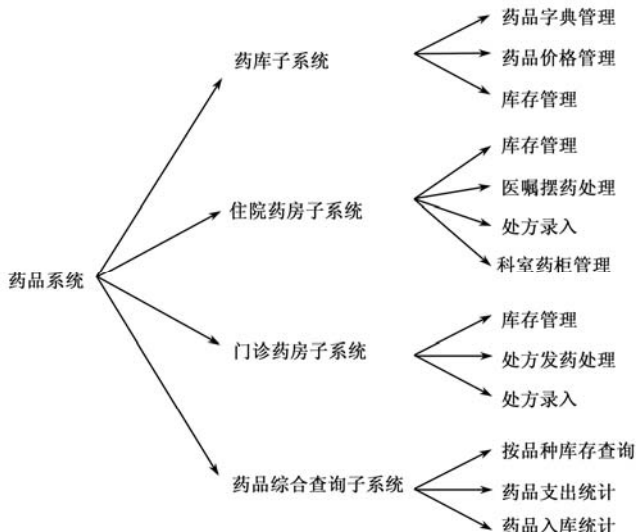 药品系统
药库子系统
药品字典管理
药品价格管理
库存管理
住院药房子系统
库存管理
医嘱摆药处理
处方录入
科室药柜管理
门诊药房子系统
库存管理
处方发药处理
处方录入
药品综合查询子系统
按品种库存查询
药品支出统计
药品入库统计